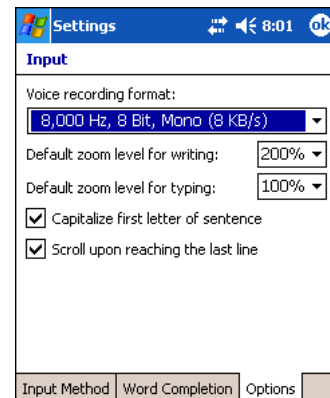 Settings 8:01 ok
Input
Voice recording format:
8,000 Hz, 8 Bit, Mono (8 KB/s)
Default zoom level for writing: 200%
Default zoom level for typing: 100%
Capitalize first letter of sentence
Scroll upon reaching the last line
Input Method Word Completion Options